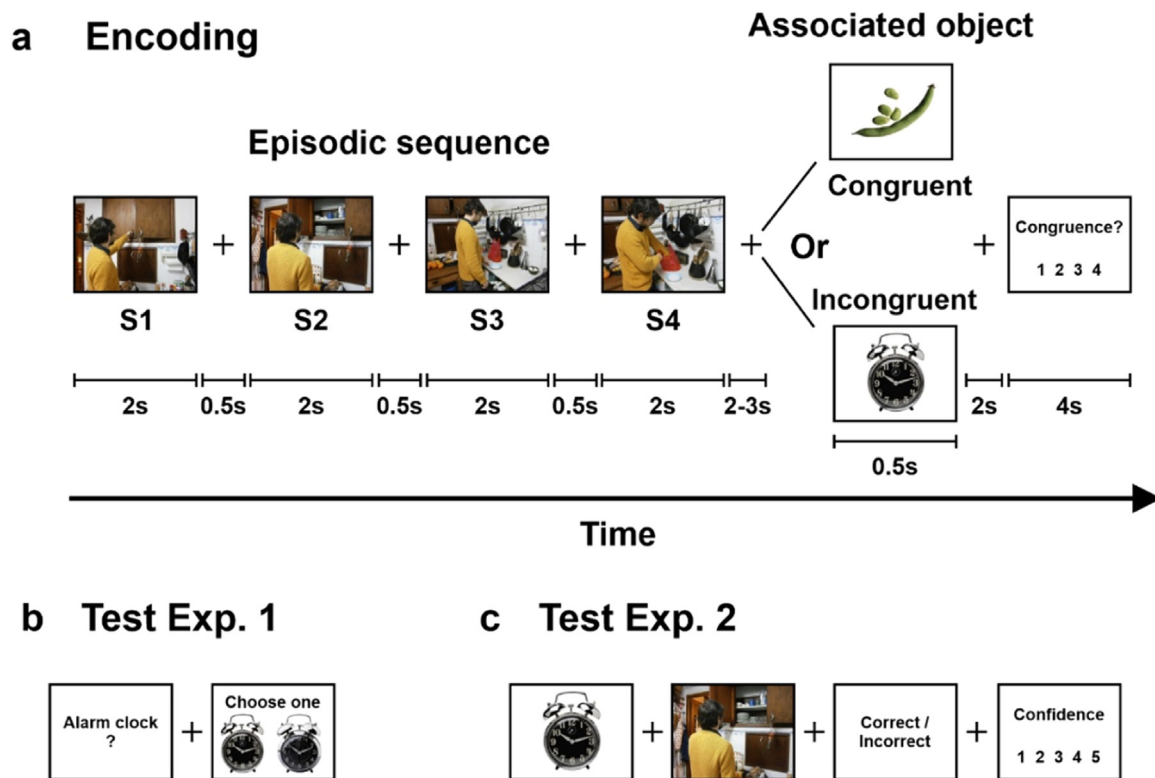 a Encoding
Associated object
Episodic sequence
Congruent
+ + + + Or +
Congruence?
1 2 3 4
Incongruent
S1 S2 S3 S4
2s 0.5s 2s 0.5s 2s 0.5s 2s 2-3s 2s 4s
0.5s
Time
b Test Exp. 1
Alarm clock
?
+
Choose one
c Test Exp. 2
+ +
Correct /
Incorrect
+
Confidence
1 2 3 4 5